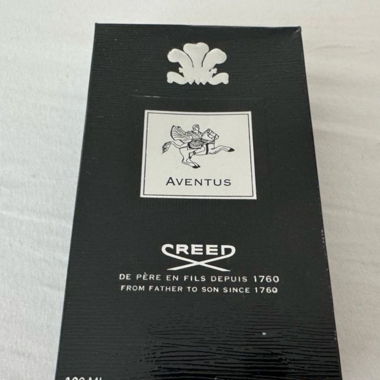 AVENTUS
CREED
DE PÈRE EN FILS DEPUIS 1760
FROM FATHER TO SON SINCE 1760